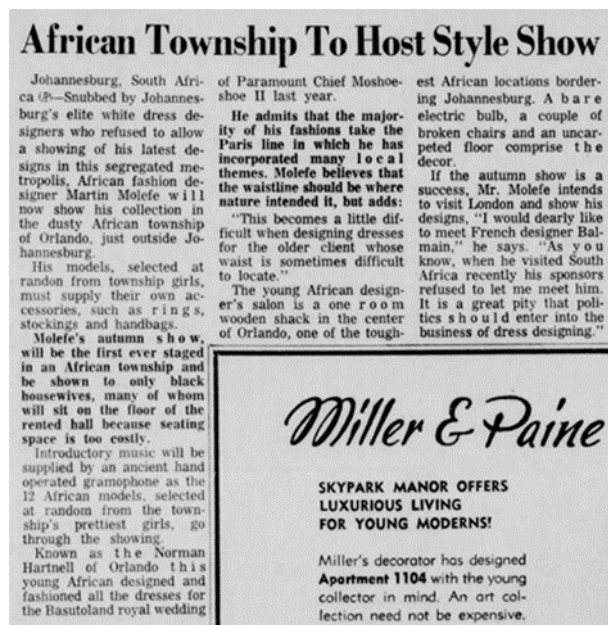 African Township To Host Style Show
Johannesburg, South Afri-
ca (UP)—Snubbed by Johannes-
burg's elite white dress de-
signers who refused to allow
a showing of his latest de-
signs in this segregated me-
tropolis, African fashion de-
signer Martin Molefe will
now show his collection in
the dusty African township
of Orlando, just outside Jo-
hannesburg.
His models, selected at
randon from township girls,
must supply their own ac-
cessories, such as rings,
stockings and handbags.
Molefe's autumn show,
will be the first ever staged
in an African township and
be shown to only black
housewives, many of whom
will sit on the floor of the
rented hall because seating
space is too costly.
Introductory music will be
supplied by an ancient hand
operated gramophone as the
12 African models, selected
at random from the town-
ship's prettiest girls, go
through the showing.
Known as the Norman
Hartnell of Orlando this
young African designed and
fashioned all the dresses for
the Basutoland royal wedding
of Paramount Chief Moshoe-
shoe II last year.
He admits that the major-
ity of his fashions take the
Paris line in which he has
incorporated many local
themes. Molefe believes that
the waistline should be where
nature intended it, but adds:
"This becomes a little dif-
ficult when designing dresses
for the older client whose
waist is sometimes difficult
to locate."
The young African design-
er's salon is a one room
wooden shack in the center
of Orlando, one of the tough-
est African locations border-
ing Johannesburg. A bare
electric bulb, a couple of
broken chairs and an uncar-
peted floor comprise the
decor.
If the autumn show is a
success, Mr. Molefe intends
to visit London and show his
designs, "I would dearly like
to meet French designer Bal-
main," he says. "As you
know, when he visited South
Africa recently his sponsors
refused to let me meet him.
It is a great pity that poli-
tics should enter into the
business of dress designing."
Miller & Paine
SKYPARK MANOR OFFERS
LUXURIOUS LIVING
FOR YOUNG MODERNS!
Miller's decorator has designed
Apartment 1104 with the young
collector in mind. An art col-
lection need not be expensive.